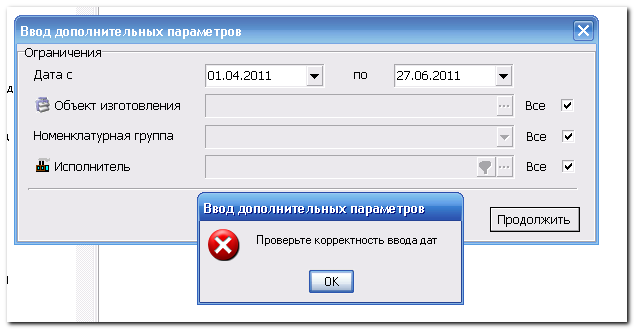 Ввод дополнительных параметров
Ограничения
Дата с 01.04.2011 по 27.06.2011
Объект изготовления ... Все
Номенклатурная группа Все
Исполнитель ... Все
Продолжить
Ввод дополнительных параметров
Проверьте корректность ввода дат
OK